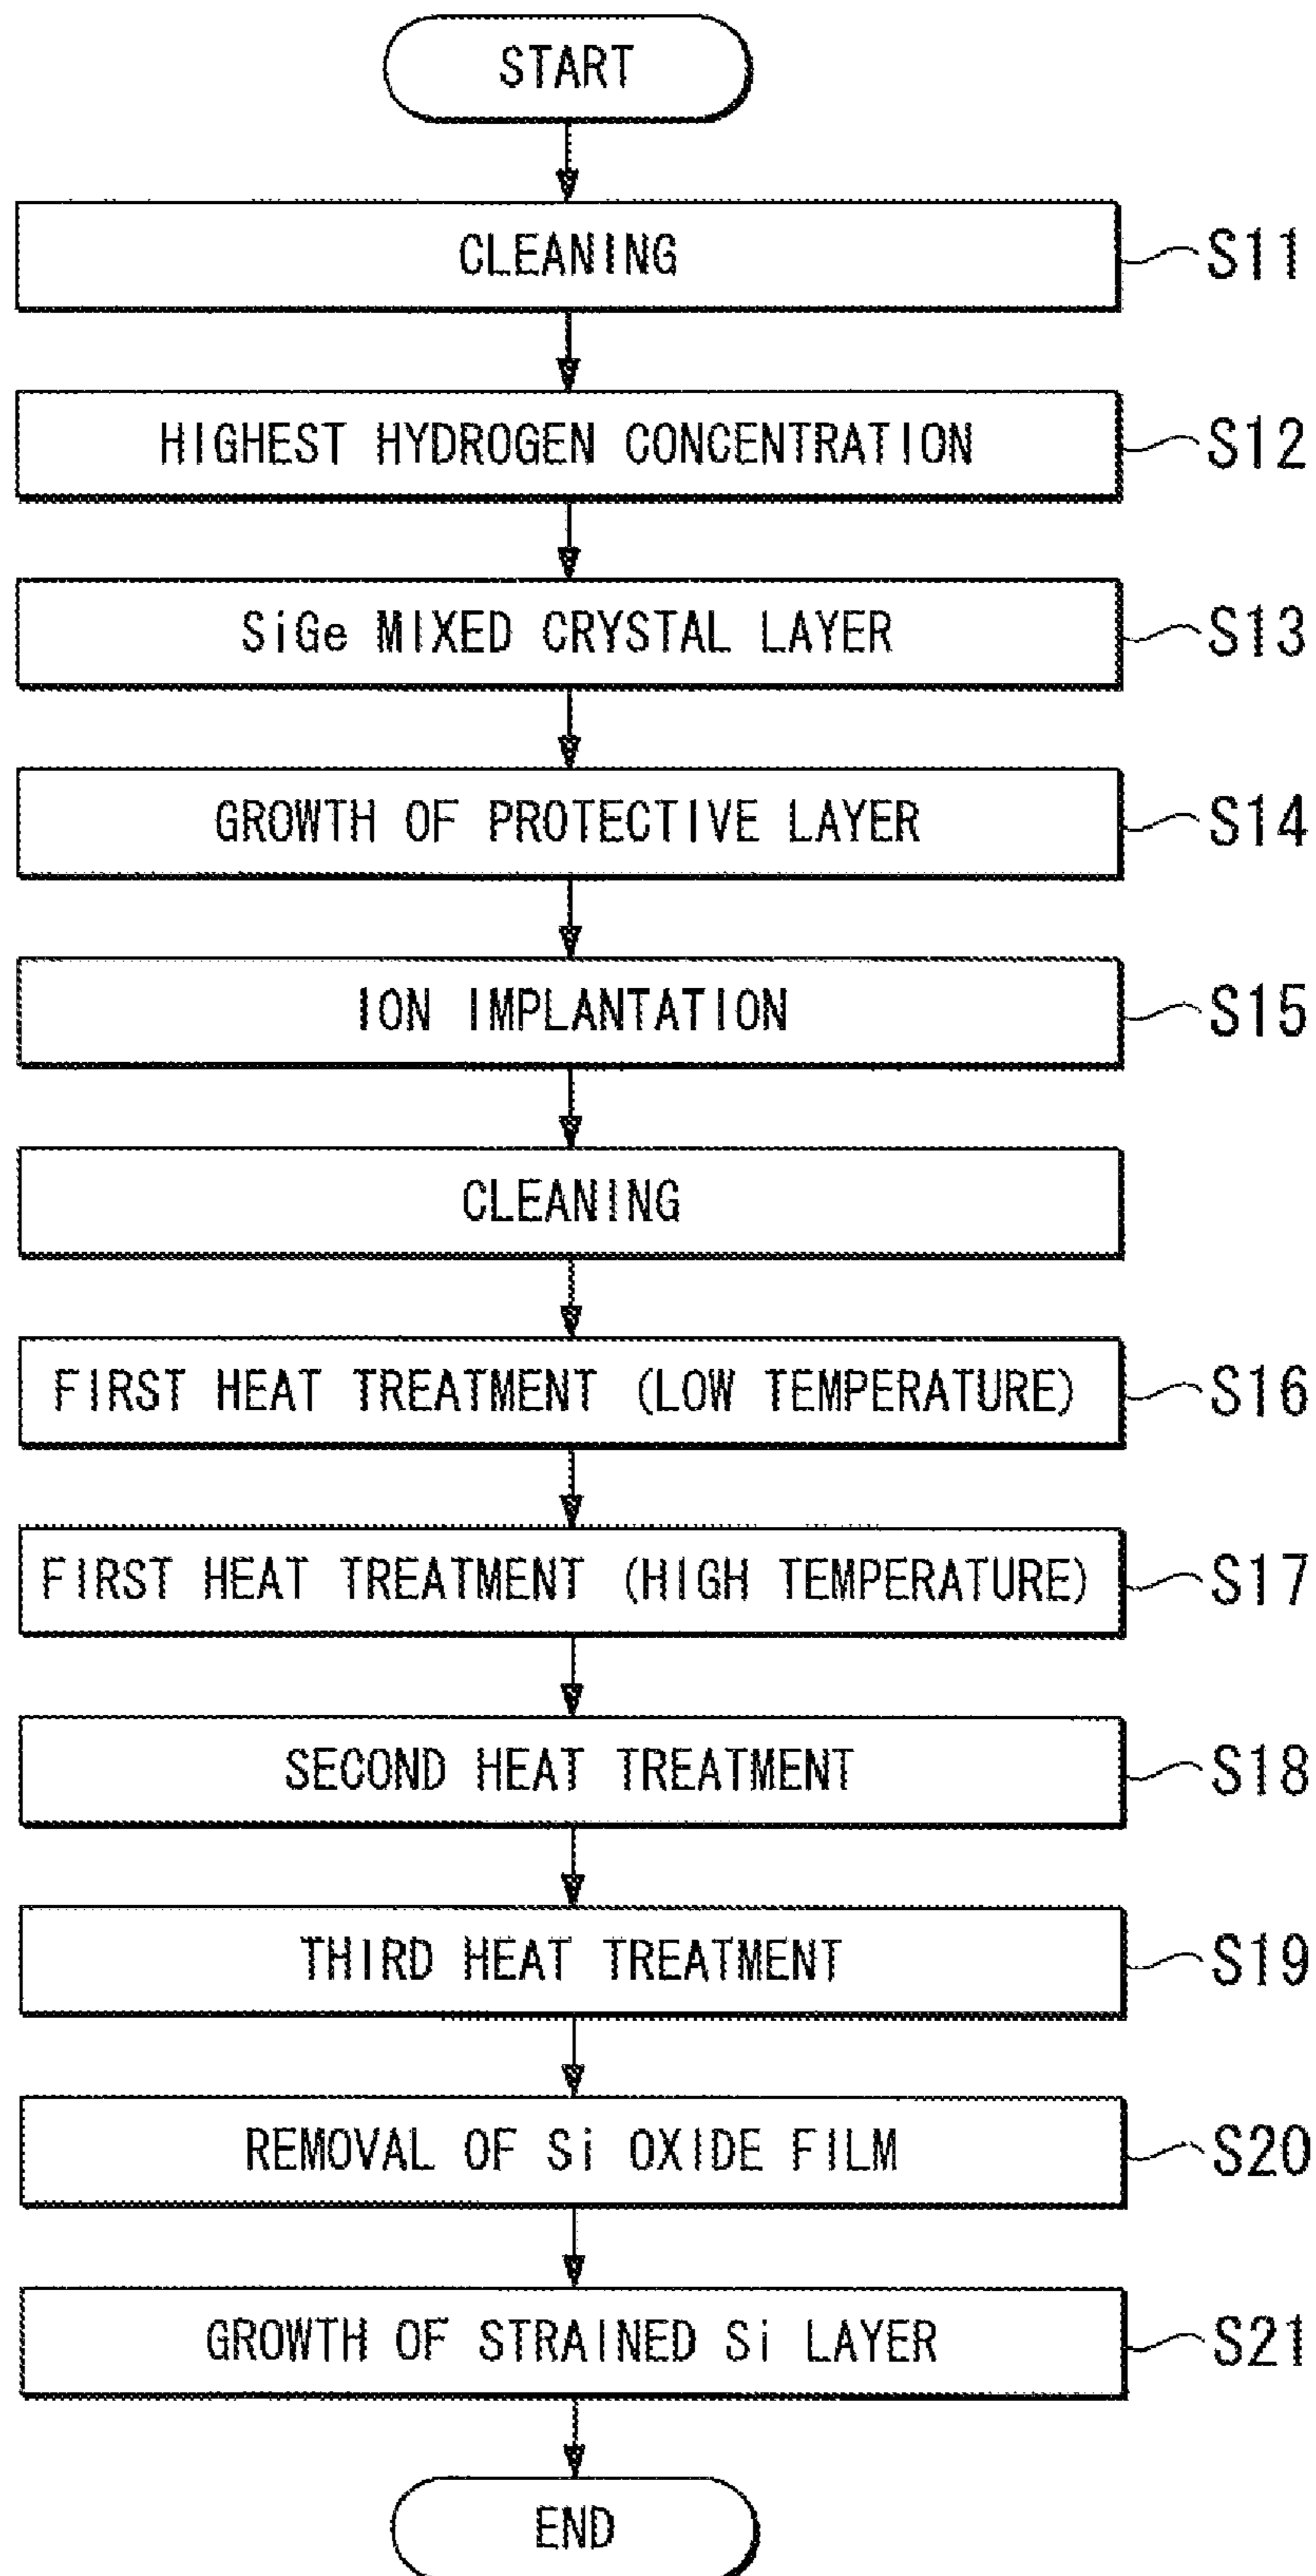 START
CLEANING S11
HIGHEST HYDROGEN CONCENTRATION S12
SiGe MIXED CRYSTAL LAYER S13
GROWTH OF PROTECTIVE LAYER S14
ION IMPLANTATION S15
CLEANING
FIRST HEAT TREATMENT (LOW TEMPERATURE) S16
FIRST HEAT TREATMENT (HIGH TEMPERATURE) S17
SECOND HEAT TREATMENT S18
THIRD HEAT TREATMENT S19
REMOVAL OF Si OXIDE FILM S20
GROWTH OF STRAINED Si LAYER S21
END